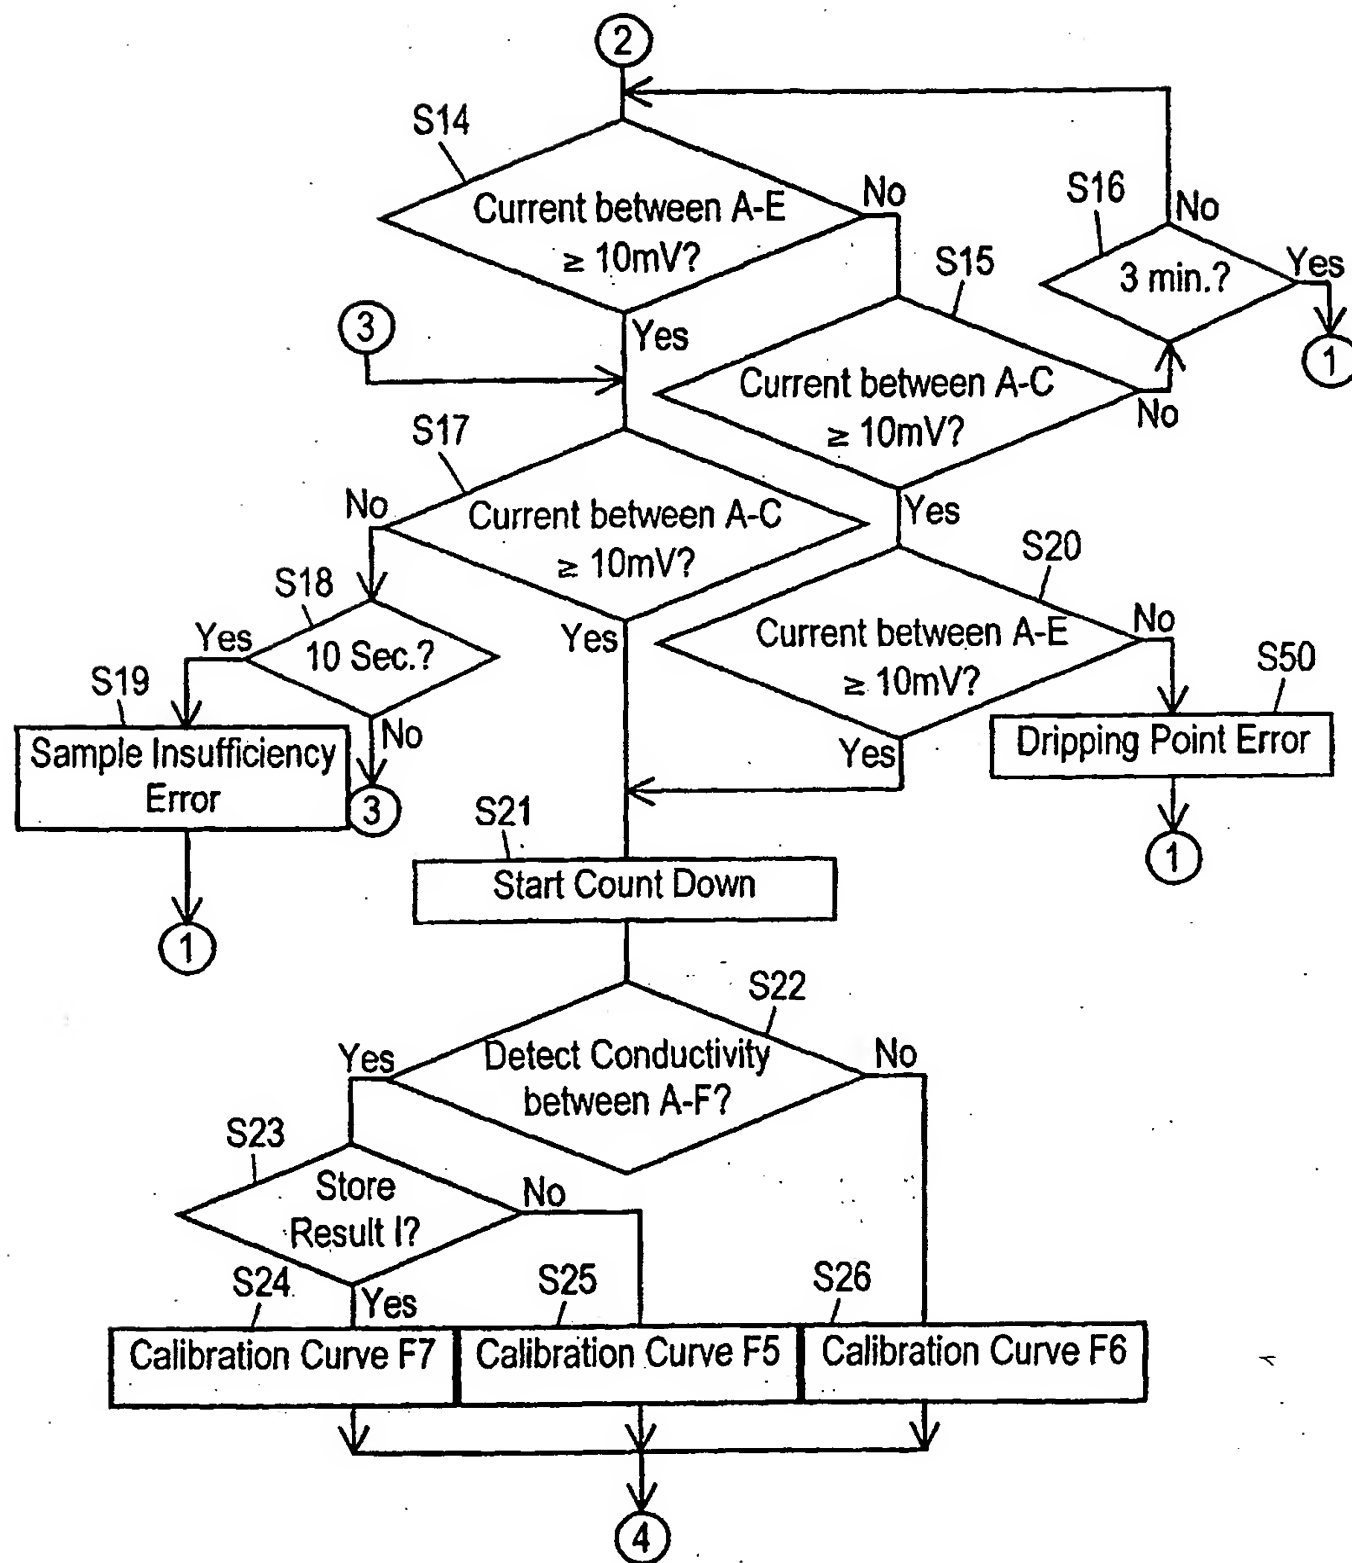 2
S14
Current between A-E
≥ 10mV?
No
Yes
S16
3 min.?
No
Yes
1
3
S15
Current between A-C
≥ 10mV?
No
Yes
S17
Current between A-C
≥ 10mV?
No
Yes
S18
10 Sec.?
Yes
No
S19
Sample Insufficiency
Error
3
1
S20
Current between A-E
≥ 10mV?
No
Yes
S50
Dripping Point Error
1
S21
Start Count Down
S22
Detect Conductivity
between A-F?
Yes
No
S23
Store
Result I?
No
Yes
S24
Calibration Curve F7
S25
Calibration Curve F5
S26
Calibration Curve F6
4